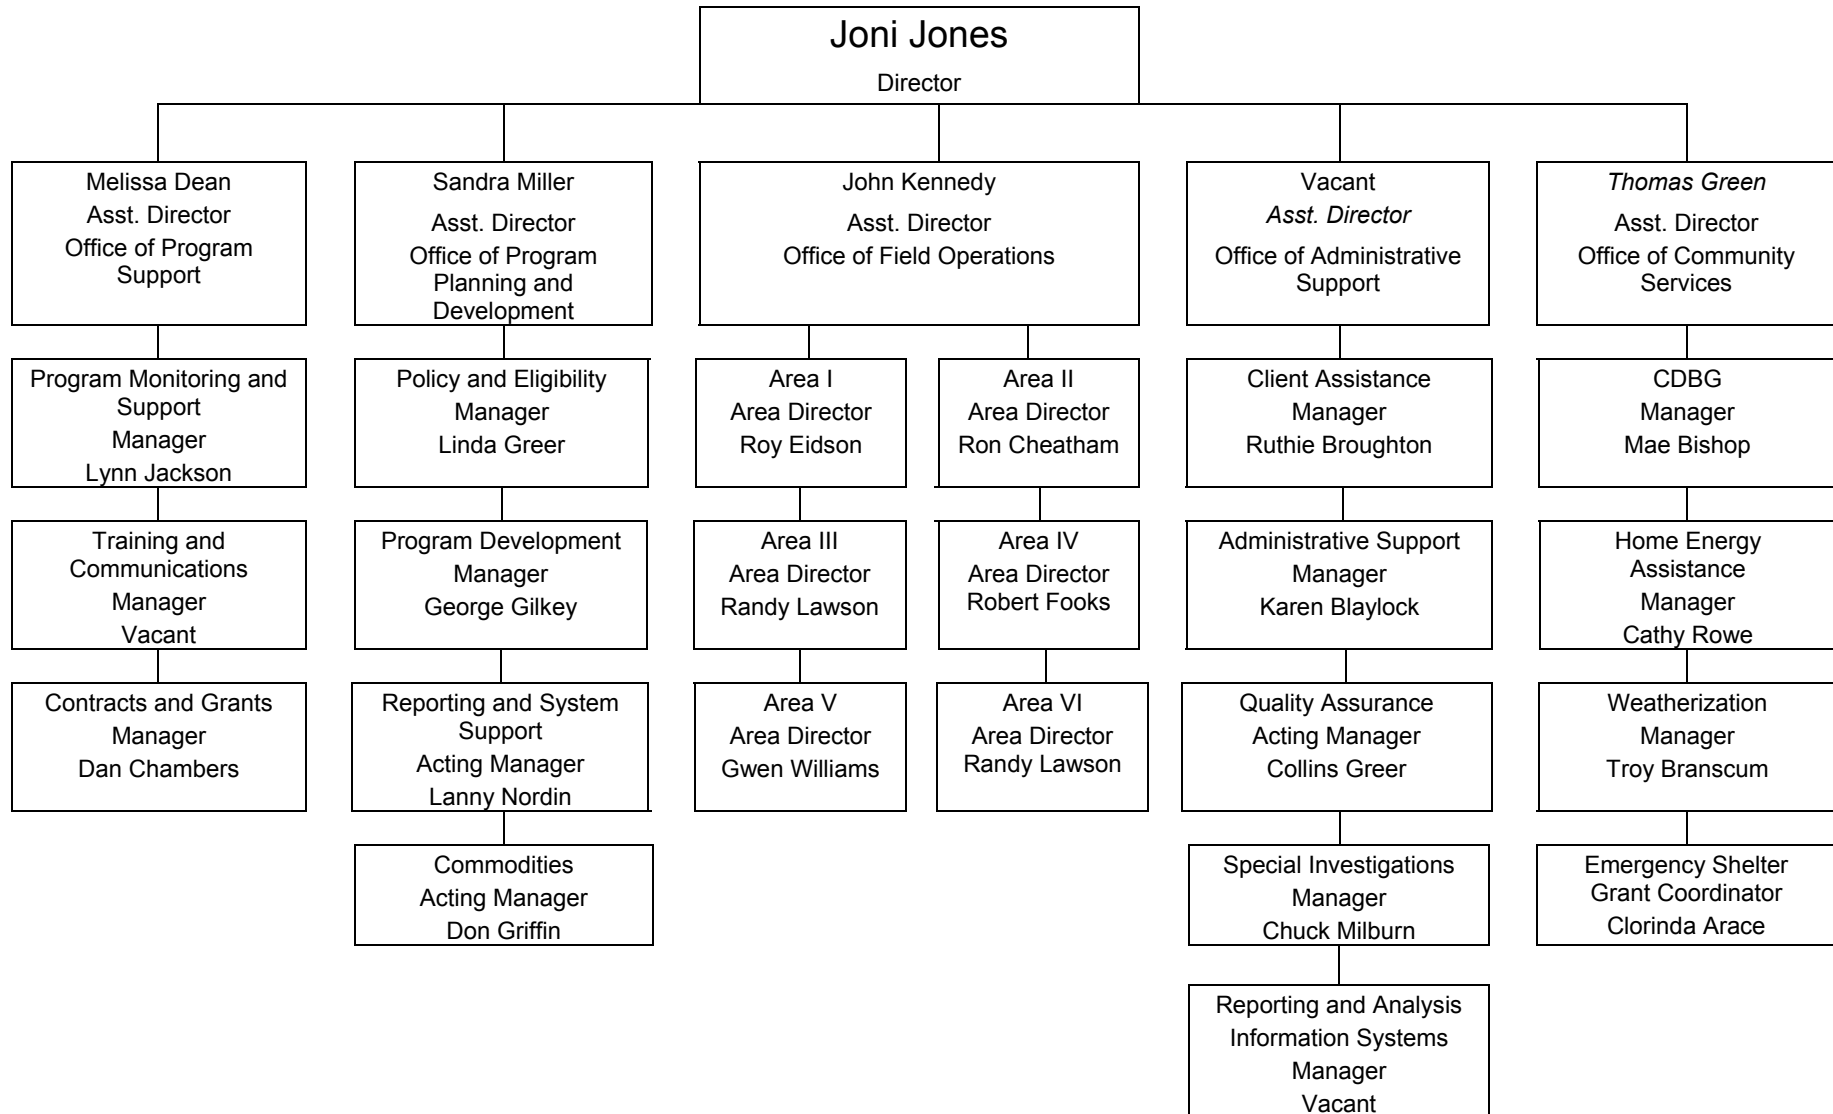 Joni Jones
Director
Melissa Dean
Asst. Director
Office of Program
Support
Sandra Miller
Asst. Director
Office of Program
Planning and
Development
John Kennedy
Asst. Director
Office of Field Operations
Vacant
Asst. Director
Office of Administrative
Support
Thomas Green
Asst. Director
Office of Community
Services
Program Monitoring and
Support
Manager
Lynn Jackson
Policy and Eligibility
Manager
Linda Greer
Area I
Area Director
Roy Eidson
Area II
Area Director
Ron Cheatham
Client Assistance
Manager
Ruthie Broughton
CDBG
Manager
Mae Bishop
Training and
Communications
Manager
Vacant
Program Development
Manager
George Gilkey
Area III
Area Director
Randy Lawson
Area IV
Area Director
Robert Fooks
Administrative Support
Manager
Karen Blaylock
Home Energy
Assistance
Manager
Cathy Rowe
Contracts and Grants
Manager
Dan Chambers
Reporting and System
Support
Acting Manager
Lanny Nordin
Area V
Area Director
Gwen Williams
Area VI
Area Director
Randy Lawson
Quality Assurance
Acting Manager
Collins Greer
Weatherization
Manager
Troy Branscum
Commodities
Acting Manager
Don Griffin
Special Investigations
Manager
Chuck Milburn
Emergency Shelter
Grant Coordinator
Clorinda Arace
Reporting and Analysis
Information Systems
Manager
Vacant